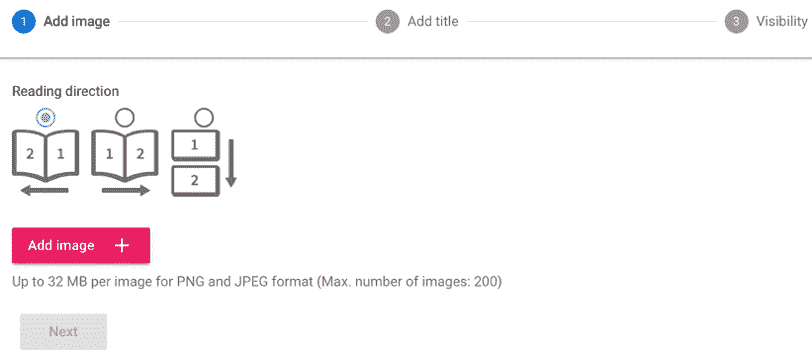 1 Add image 2 Add title 3 Visibility
Reading direction
2 1 1 2 1
2
Add image +
Up to 32 MB per image for PNG and JPEG format (Max. number of images: 200)
Next